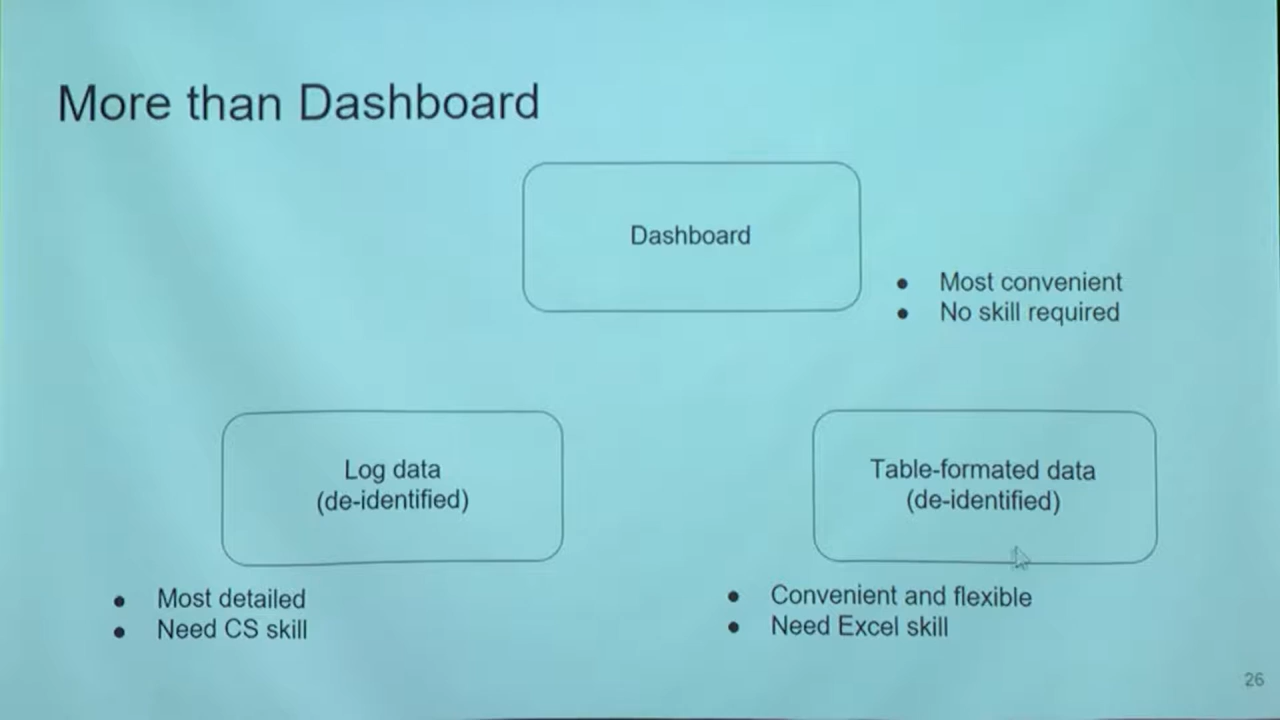 More than Dashboard
Dashboard
• Most convenient
• No skill required
Log data
(de-identified)
• Most detailed
• Need CS skill
Table-formated data
(de-identified)
• Convenient and flexible
• Need Excel skill
26